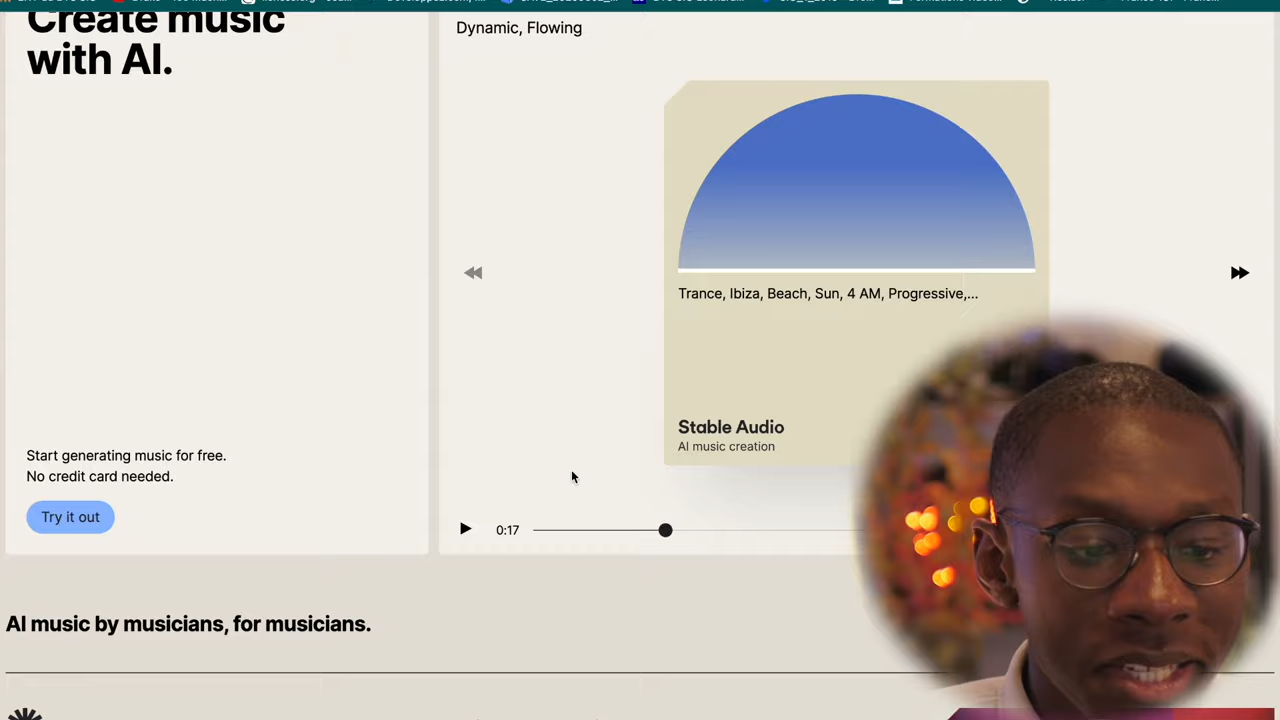 Create music
with AI.
Dynamic, Flowing
Trance, Ibiza, Beach, Sun, 4 AM, Progressive,...
Stable Audio
AI music creation
Start generating music for free.
No credit card needed.
Try it out
0:17
AI music by musicians, for musicians.